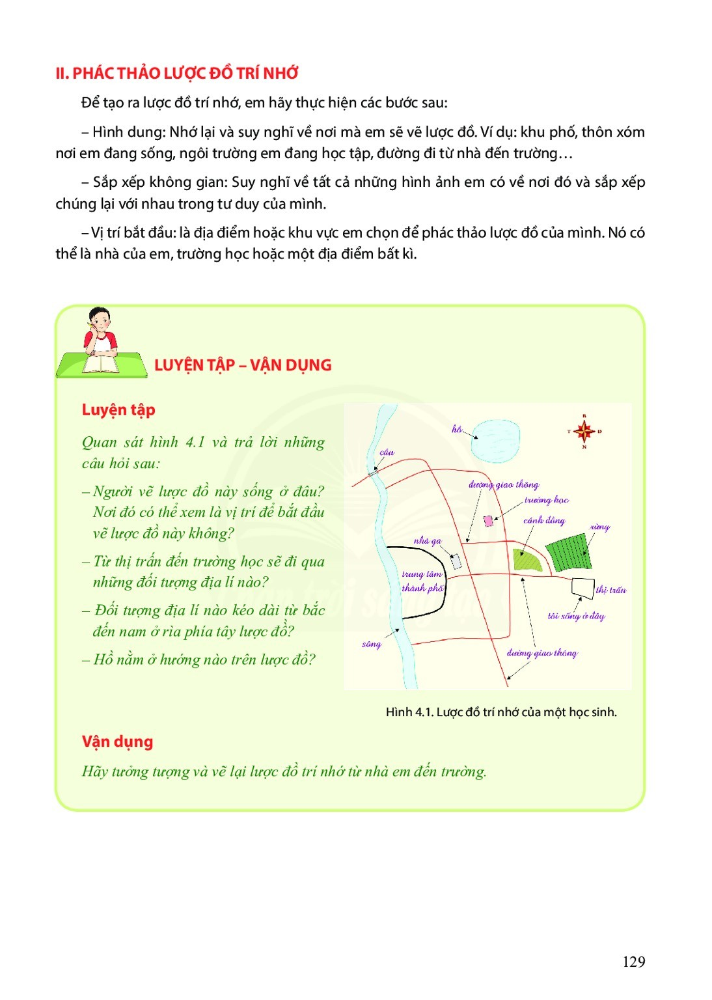 II. PHÁC THẢO LƯỢC ĐỒ TRÍ NHỚ
Để tạo ra lược đồ trí nhớ, em hãy thực hiện các bước sau:
– Hình dung: Nhớ lại và suy nghĩ về nơi mà em sẽ vẽ lược đồ. Ví dụ: khu phố, thôn xóm
nơi em đang sống, ngôi trường em đang học tập, đường đi từ nhà đến trường…
– Sắp xếp không gian: Suy nghĩ về tất cả những hình ảnh em có về nơi đó và sắp xếp
chúng lại với nhau trong tư duy của mình.
– Vị trí bắt đầu: là địa điểm hoặc khu vực em chọn để phác thảo lược đồ của mình. Nó có
thể là nhà của em, trường học hoặc một địa điểm bất kì.
LUYỆN TẬP – VẬN DỤNG
Luyện tập
Quan sát hình 4.1 và trả lời những
câu hỏi sau:
– Người vẽ lược đồ này sống ở đâu?
Nơi đó có thể xem là vị trí để bắt đầu
vẽ lược đồ này không?
– Từ thị trấn đến trường học sẽ đi qua
những đối tượng địa lí nào?
– Đối tượng địa lí nào kéo dài từ bắc
đến nam ở rìa phía tây lược đồ?
– Hồ nằm ở hướng nào trên lược đồ?
B
T
Đ
N
hồ
cầu
đường giao thông
trường học
cánh đồng
rừng
nhà ga
trung tâm
thành phố
thị trấn
tôi sống ở đây
sông
đường giao thông
Hình 4.1. Lược đồ trí nhớ của một học sinh.
Vận dụng
Hãy tưởng tượng và vẽ lại lược đồ trí nhớ từ nhà em đến trường.
129